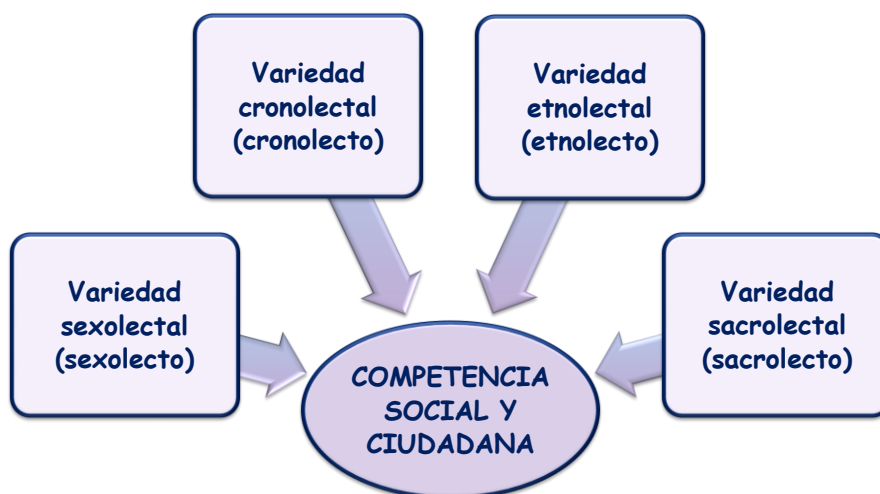 Variedad
cronolectal
(cronolecto)
Variedad
etnolectal
(etnolecto)
Variedad
sexolectal
(sexolecto)
Variedad
sacrolectal
(sacrolecto)
COMPETENCIA
SOCIAL Y
CIUDADANA